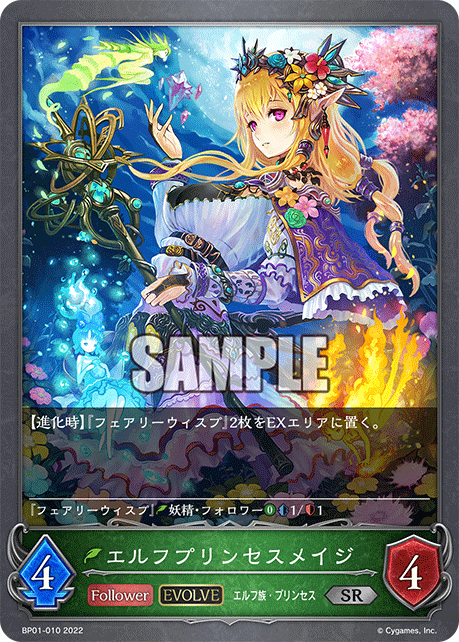 SAMPLE
【進化時】『フェアリーウィスプ』2枚をEXエリアに置く。
『フェアリーウィスプ』妖精・フォロワー 0 1/1
エルフプリンセスメイジ
4 Follower EVOLVE エルフ族・プリンセス SR 4
BP01-010 2022 © Cygames, Inc.